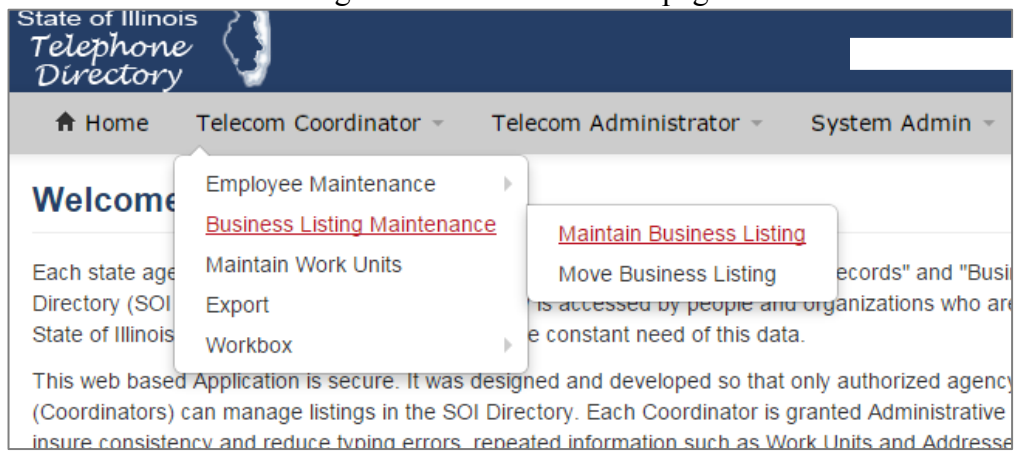 State of Illinois
Telephone
Directory
Home Telecom Coordinator Telecom Administrator System Admin
Welcome
Employee Maintenance
Business Listing Maintenance
Maintain Work Units
Export
Workbox
Maintain Business Listing
Move Business Listing
Each state age ecords" and "Busi
Directory (SOI is accessed by people and organizations who are
State of Illinois e constant need of this data.
This web based Application is secure. It was designed and developed so that only authorized agency
(Coordinators) can manage listings in the SOI Directory. Each Coordinator is granted Administrative
insure consistency and reduce typing errors, repeated information such as Work Units and Addresse